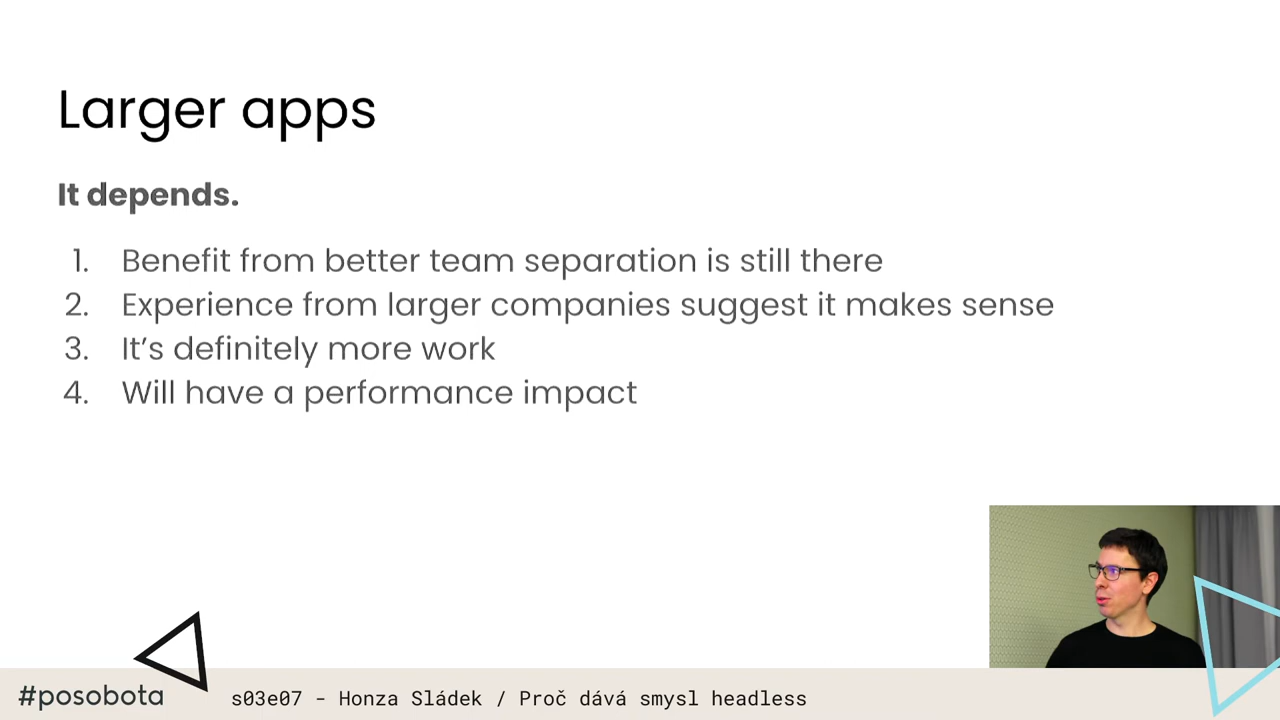 Larger apps
It depends.
1. Benefit from better team separation is still there
2. Experience from larger companies suggest it makes sense
3. It's definitely more work
4. Will have a performance impact
#posobota
s03e07 - Honza Sládek / Proč dává smysl headless